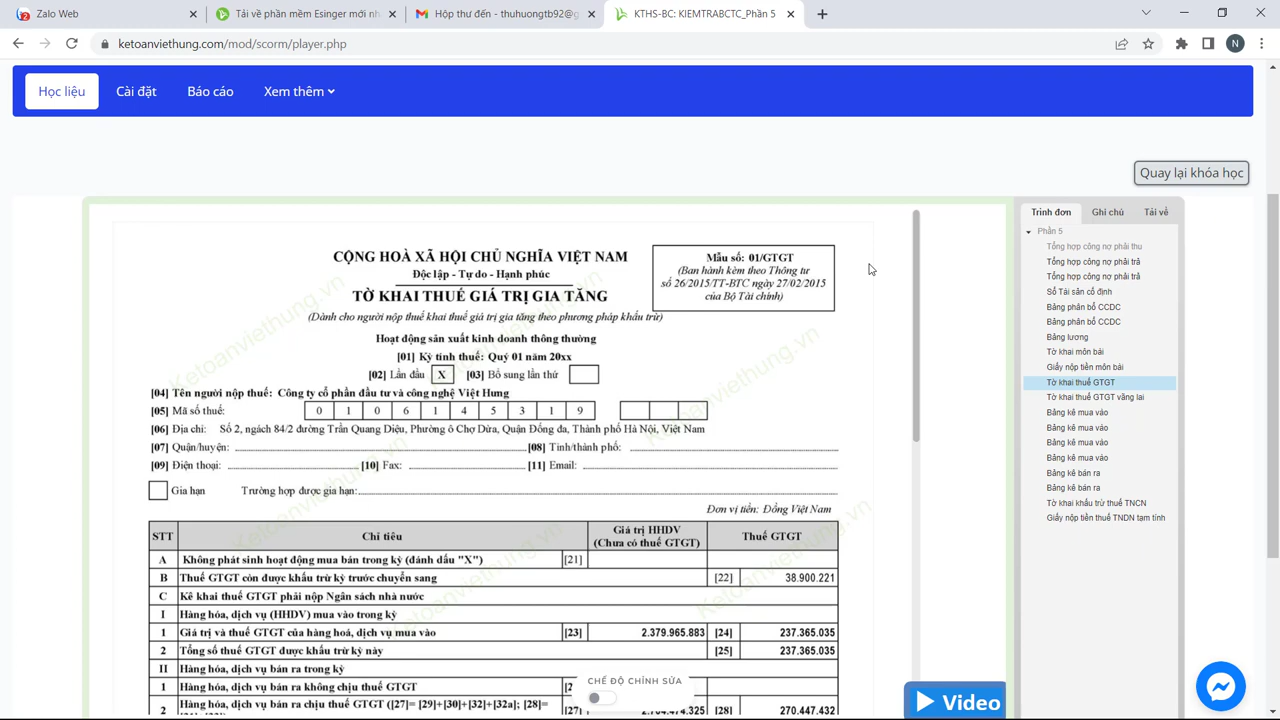 Zalo Web
Tải về phần mềm Esinger mới nh
Hộp thư đến - thuhuongtb92@g
KTHS-BC: KIEMTRABCTC_Phần 5
ketoanviethung.com/mod/scorm/player.php
N
Học liệu
Cài đặt
Báo cáo
Xem thêm
Quay lại khóa học
CỘNG HOÀ XÃ HỘI CHỦ NGHĨA VIỆT NAM
Độc lập - Tự do - Hạnh phúc
TỜ KHAI THUẾ GIÁ TRỊ GIA TĂNG
(Dành cho người nộp thuế khai thuế giá trị gia tăng theo phương pháp khấu trừ)
Mẫu số: 01/GTGT
(Ban hành kèm theo Thông tư
số 26/2015/TT-BTC ngày 27/02/2015
của Bộ Tài chính)
Hoạt động sản xuất kinh doanh thông thường
[01] Kỳ tính thuế: Quý 01 năm 20xx
[02] Lần đầu X [03] Bổ sung lần thứ
[04] Tên người nộp thuế: Công ty cổ phần đầu tư và công nghệ Việt Hưng
[05] Mã số thuế: 0 1 0 6 1 4 5 3 1 9
[06] Địa chỉ: Số 2, ngách 84/2 đường Trần Quang Diệu, Phường ô Chợ Dừa, Quận Đống đa, Thành phố Hà Nội, Việt Nam
[07] Quận/huyện: [08] Tỉnh/thành phố:
[09] Điện thoại: [10] Fax: [11] Email:
Gia hạn Trường hợp được gia hạn:
Đơn vị tiền: Đồng Việt Nam
STT Chỉ tiêu Giá trị HHDV (Chưa có thuế GTGT) Thuế GTGT
A Không phát sinh hoạt động mua bán trong kỳ (đánh dấu "X") [21]
B Thuế GTGT còn được khấu trừ kỳ trước chuyển sang [22] 38.900.221
C Kê khai thuế GTGT phải nộp Ngân sách nhà nước
I Hàng hóa, dịch vụ (HHDV) mua vào trong kỳ
1 Giá trị và thuế GTGT của hàng hoá, dịch vụ mua vào [23] 2.379.965.883 [24] 237.365.035
2 Tổng số thuế GTGT được khấu trừ kỳ này [25] 237.365.035
II Hàng hóa, dịch vụ bán ra trong kỳ
1 Hàng hóa, dịch vụ bán ra không chịu thuế GTGT
2 Hàng hóa, dịch vụ bán ra chịu thuế GTGT ([27]= [29]+[30]+[32]+[32a]; [28]= [28] 270.447.432
CHẾ ĐỘ CHỈNH SỬA
Video
Ketoanviethung.vn
Ketoanviethung.vn
Trình đơn
Ghi chú
Tải về
Phần 5
Tổng hợp công nợ phải thu
Tổng hợp công nợ phải trả
Tổng hợp công nợ phải trả
Sổ Tài sản cố định
Bảng phân bổ CCDC
Bảng phân bổ CCDC
Bảng lương
Tờ khai môn bài
Giấy nộp tiền môn bài
Tờ khai thuế GTGT
Tờ khai thuế GTGT vãng lai
Bảng kê mua vào
Bảng kê mua vào
Bảng kê mua vào
Bảng kê mua vào
Bảng kê bán ra
Bảng kê bán ra
Tờ khai khấu trừ thuế TNCN
Giấy nộp tiền thuế TNDN tạm tính